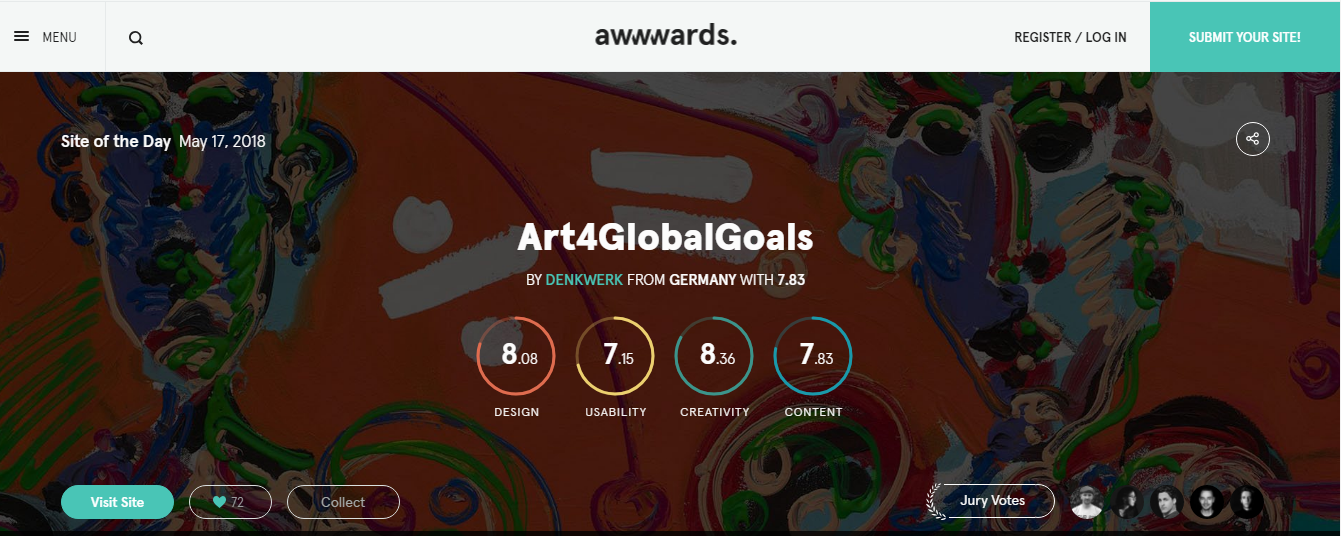 MENU
awwwards.
REGISTER / LOG IN
SUBMIT YOUR SITE!
Site of the Day May 17, 2018
Art4GlobalGoals
BY DENKWERK FROM GERMANY WITH 7.83
8.08 7.15 8.36 7.83
DESIGN USABILITY CREATIVITY CONTENT
Visit Site
72
Collect
Jury Votes